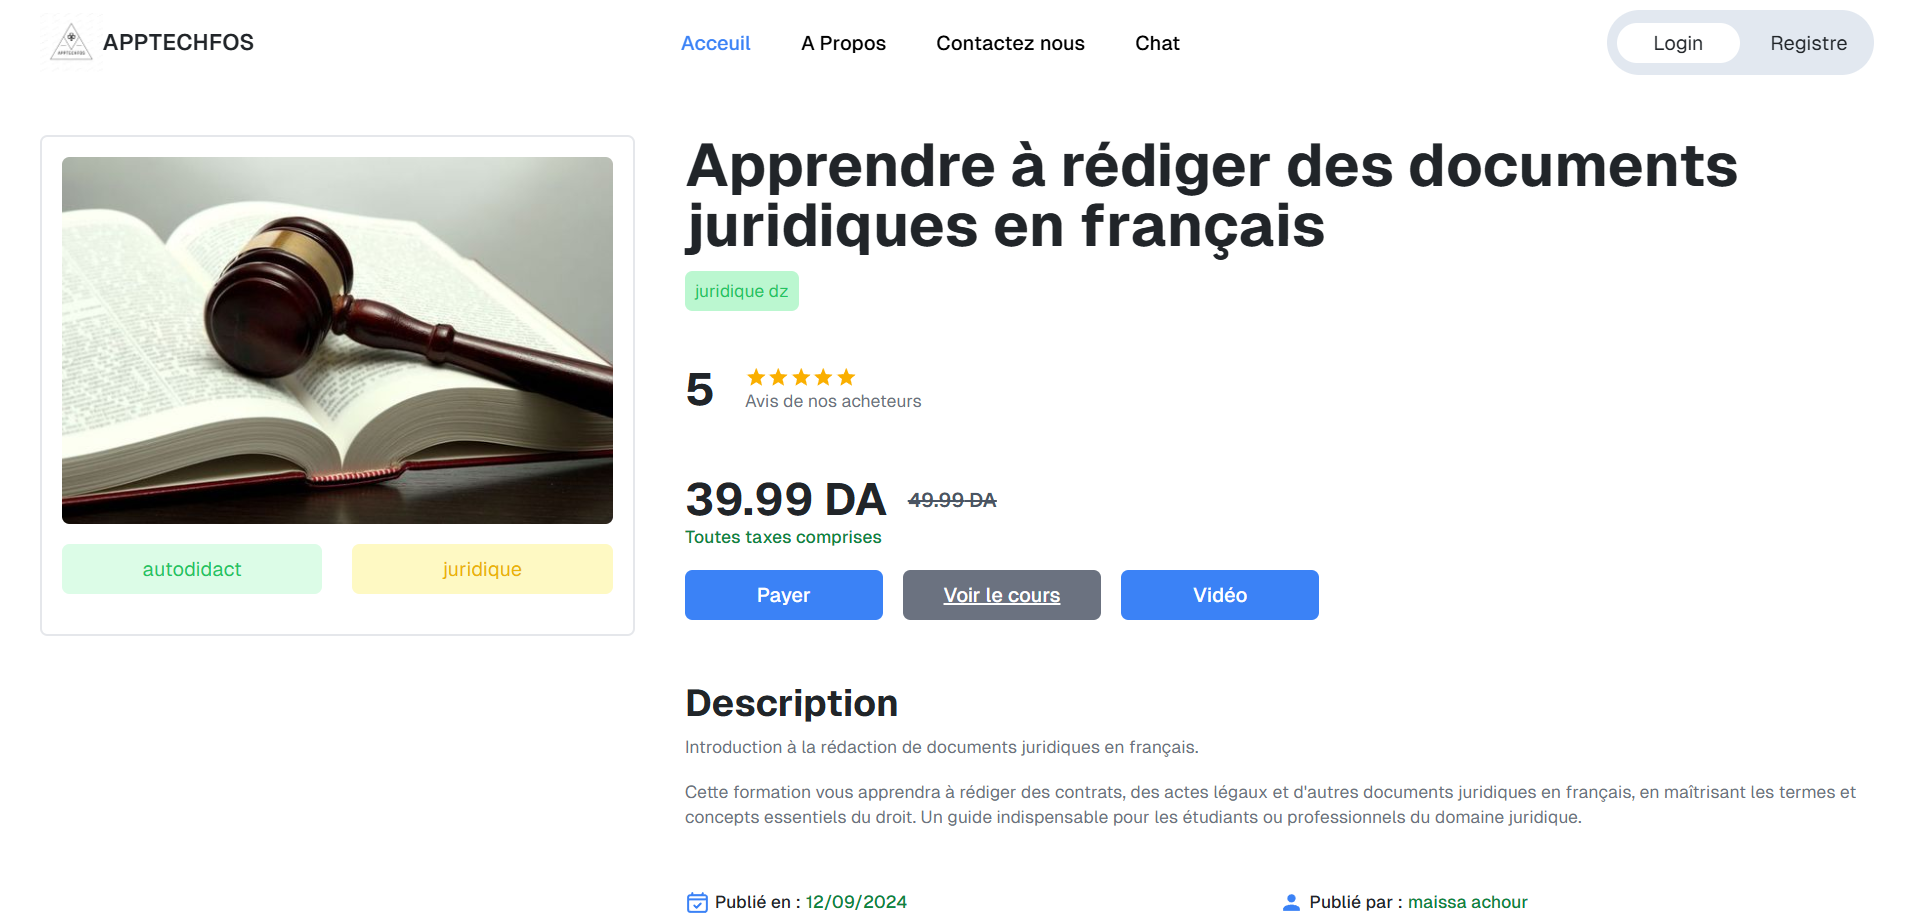 APPTECHFOS
Acceuil
A Propos
Contactez nous
Chat
Login
Registre
Apprendre à rédiger des documents
juridiques en français
juridique dz
5
Avis de nos acheteurs
39.99 DA 49.99 DA
Toutes taxes comprises
Payer
Voir le cours
Vidéo
autodidact
juridique
Description
Introduction à la rédaction de documents juridiques en français.
Cette formation vous apprendra à rédiger des contrats, des actes légaux et d'autres documents juridiques en français, en maîtrisant les termes et
concepts essentiels du droit. Un guide indispensable pour les étudiants ou professionnels du domaine juridique.
Publié en : 12/09/2024
Publié par : maissa achour